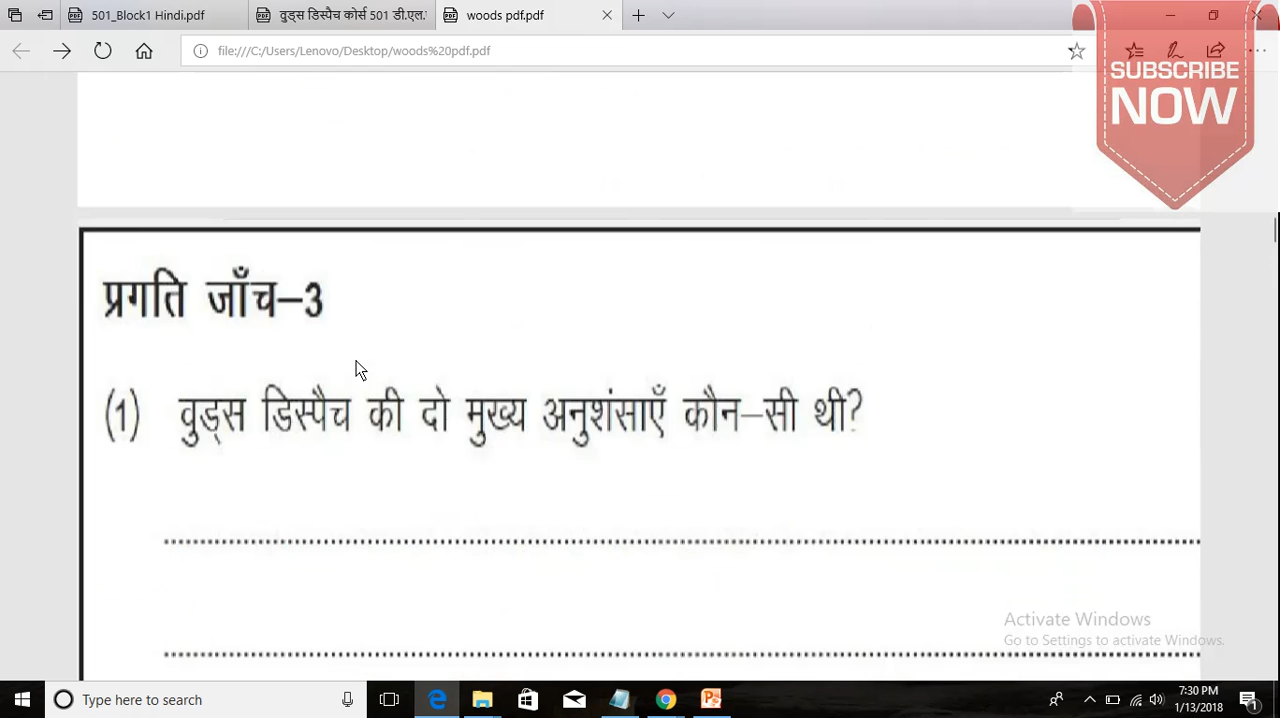 501_Block1 Hindi.pdf
वुड्स डिस्पैच कोर्स 501 डी.एल.
woods pdf.pdf
file:///C:/Users/Lenovo/Desktop/woods%20pdf.pdf
SUBSCRIBE
NOW
प्रगति जाँच–3
(1) वुड्स डिस्पैच की दो मुख्य अनुशंसाएँ कौन–सी थी?
Activate Windows
Go to Settings to activate Windows.
Type here to search
7:30 PM
1/13/2018
1